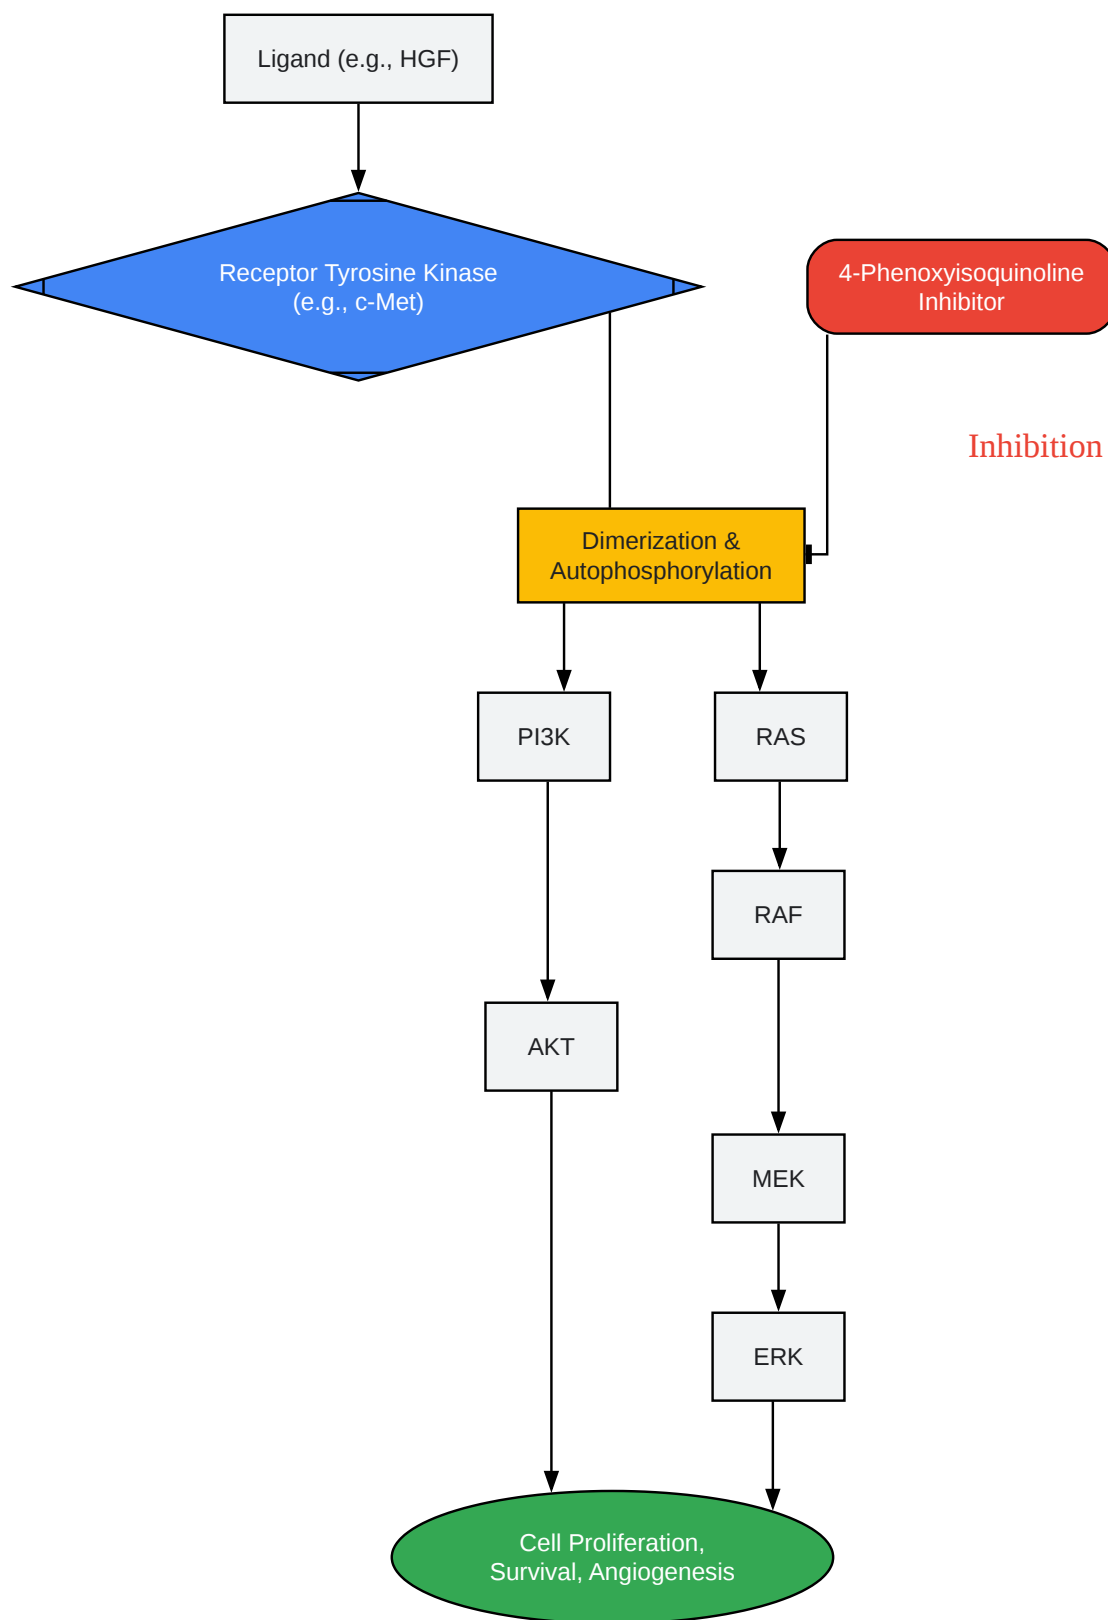 Ligand (e.g., HGF)
Receptor Tyrosine Kinase
(e.g., c-Met)
4-Phenoxyisoquinoline
Inhibitor
Inhibition
Dimerization &
Autophosphorylation
PI3K
RAS
RAF
AKT
MEK
ERK
Cell Proliferation,
Survival, Angiogenesis